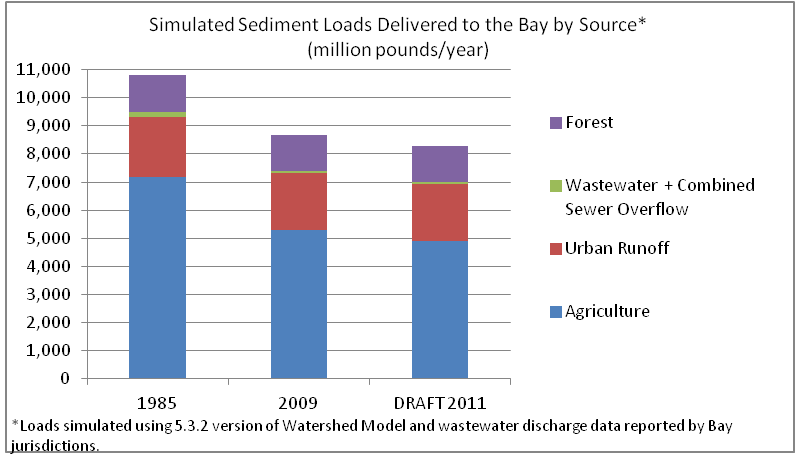 Simulated Sediment Loads Delivered to the Bay by Source*
(million pounds/year)
11,000
10,000
9,000
8,000
7,000
6,000
5,000
4,000
3,000
2,000
1,000
0
1985
2009
DRAFT 2011
Forest
Wastewater + Combined
Sewer Overflow
Urban Runoff
Agriculture
*Loads simulated using 5.3.2 version of Watershed Model and wastewater discharge data reported by Bay
jurisdictions.